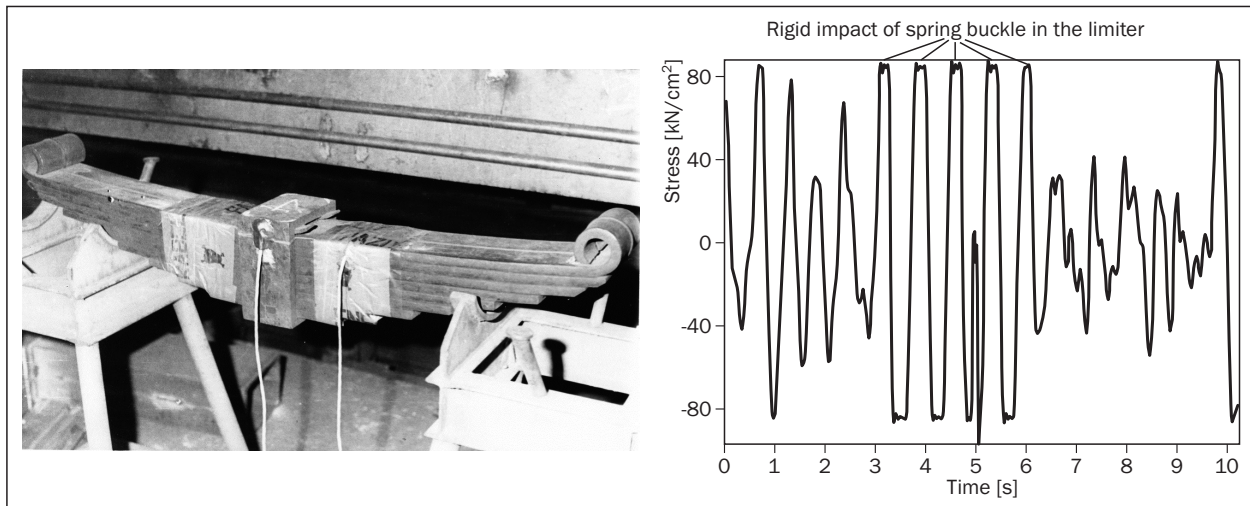 Rigid impact of spring buckle in the limiter
Stress [kN/cm²]
80
40
0
-40
-80
0 1 2 3 4 5 6 7 8 9 10
Time [s]